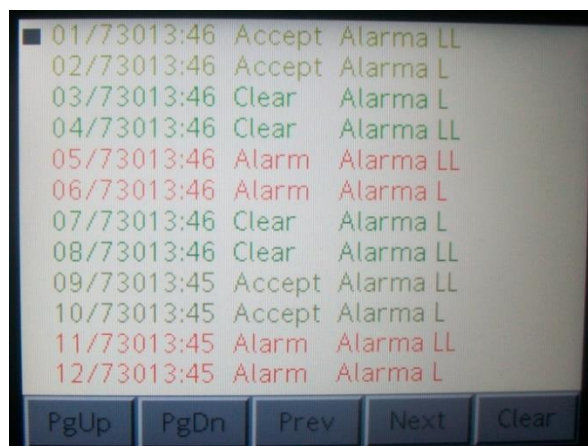 01/73013:46 Accept Alarma LL
02/73013:46 Accept Alarma L
03/73013:46 Clear Alarma L
04/73013:46 Clear Alarma LL
05/73013:46 Alarm Alarma LL
06/73013:46 Alarm Alarma L
07/73013:46 Clear Alarma L
08/73013:46 Clear Alarma LL
09/73013:45 Accept Alarma LL
10/73013:45 Accept Alarma L
11/73013:45 Alarm Alarma LL
12/73013:45 Alarm Alarma L
PgUp PgDn Prev Next Clear